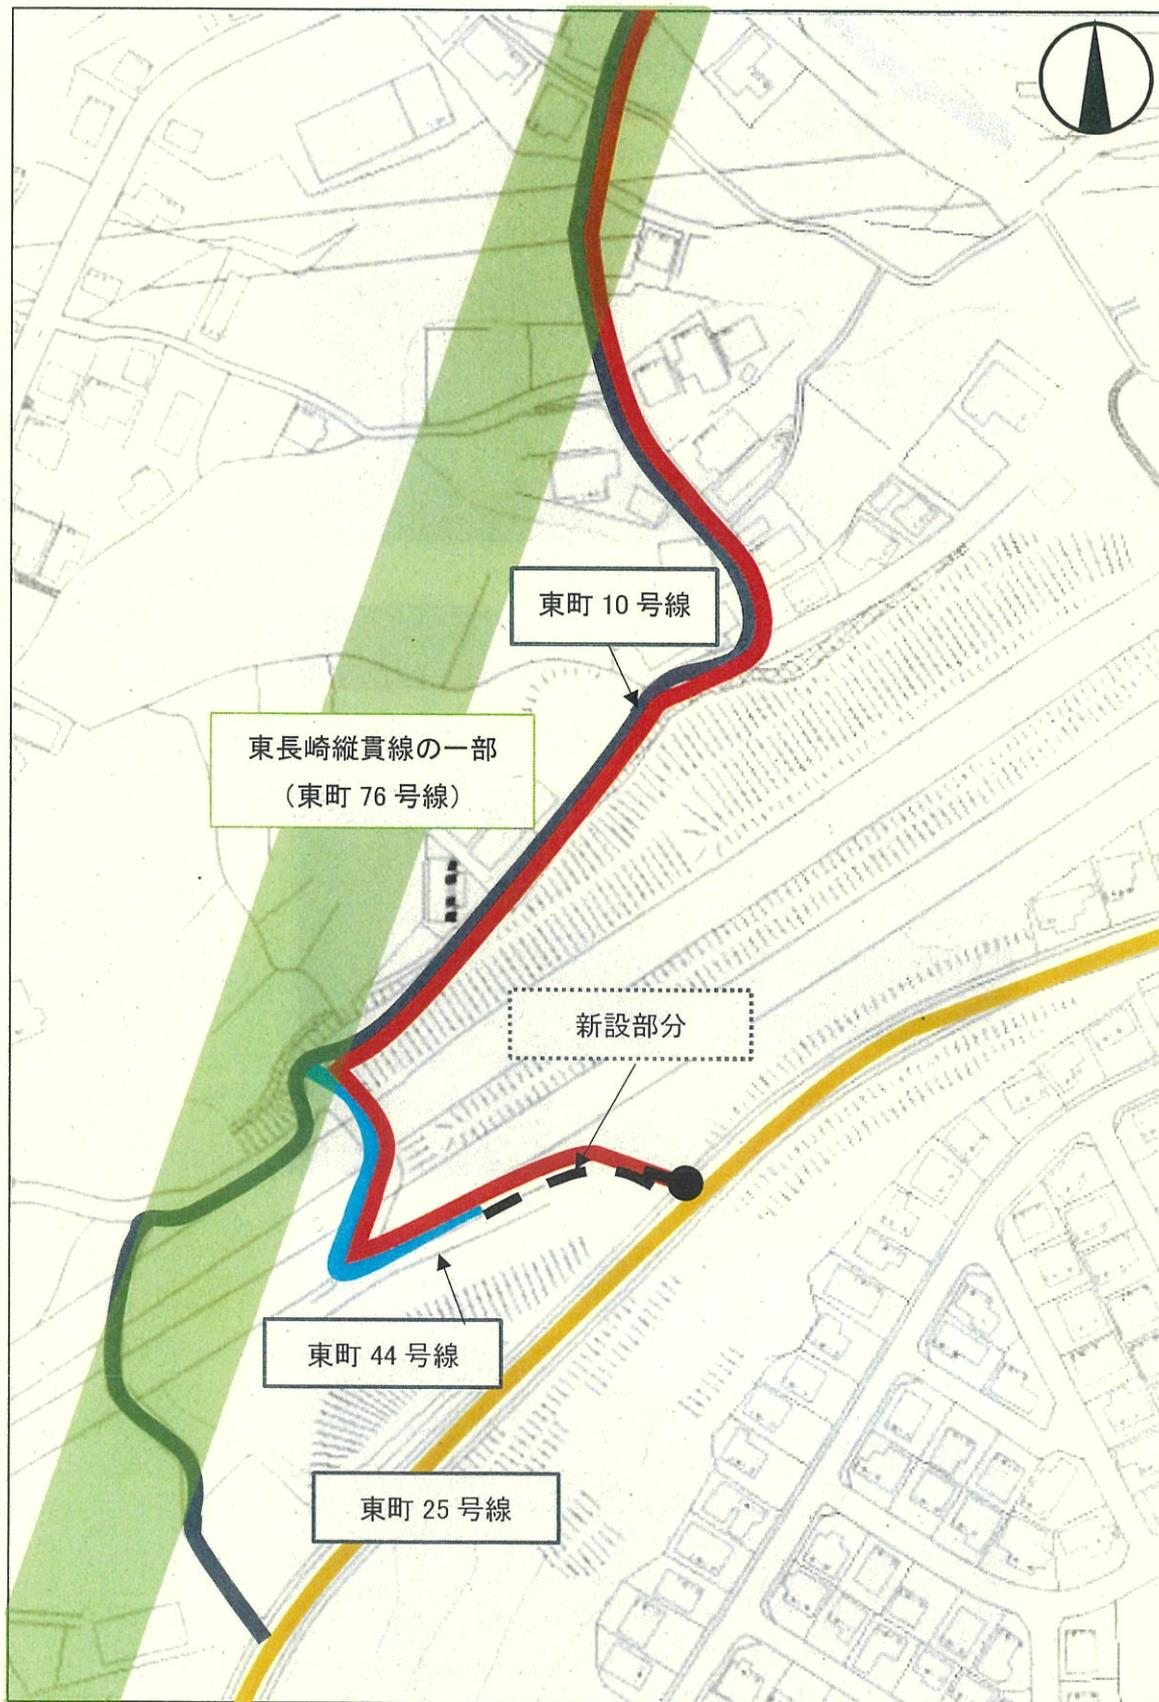 東町 10 号線
東長崎縦貫線の一部
（東町 76 号線）
新設部分
東町 44 号線
東町 25 号線